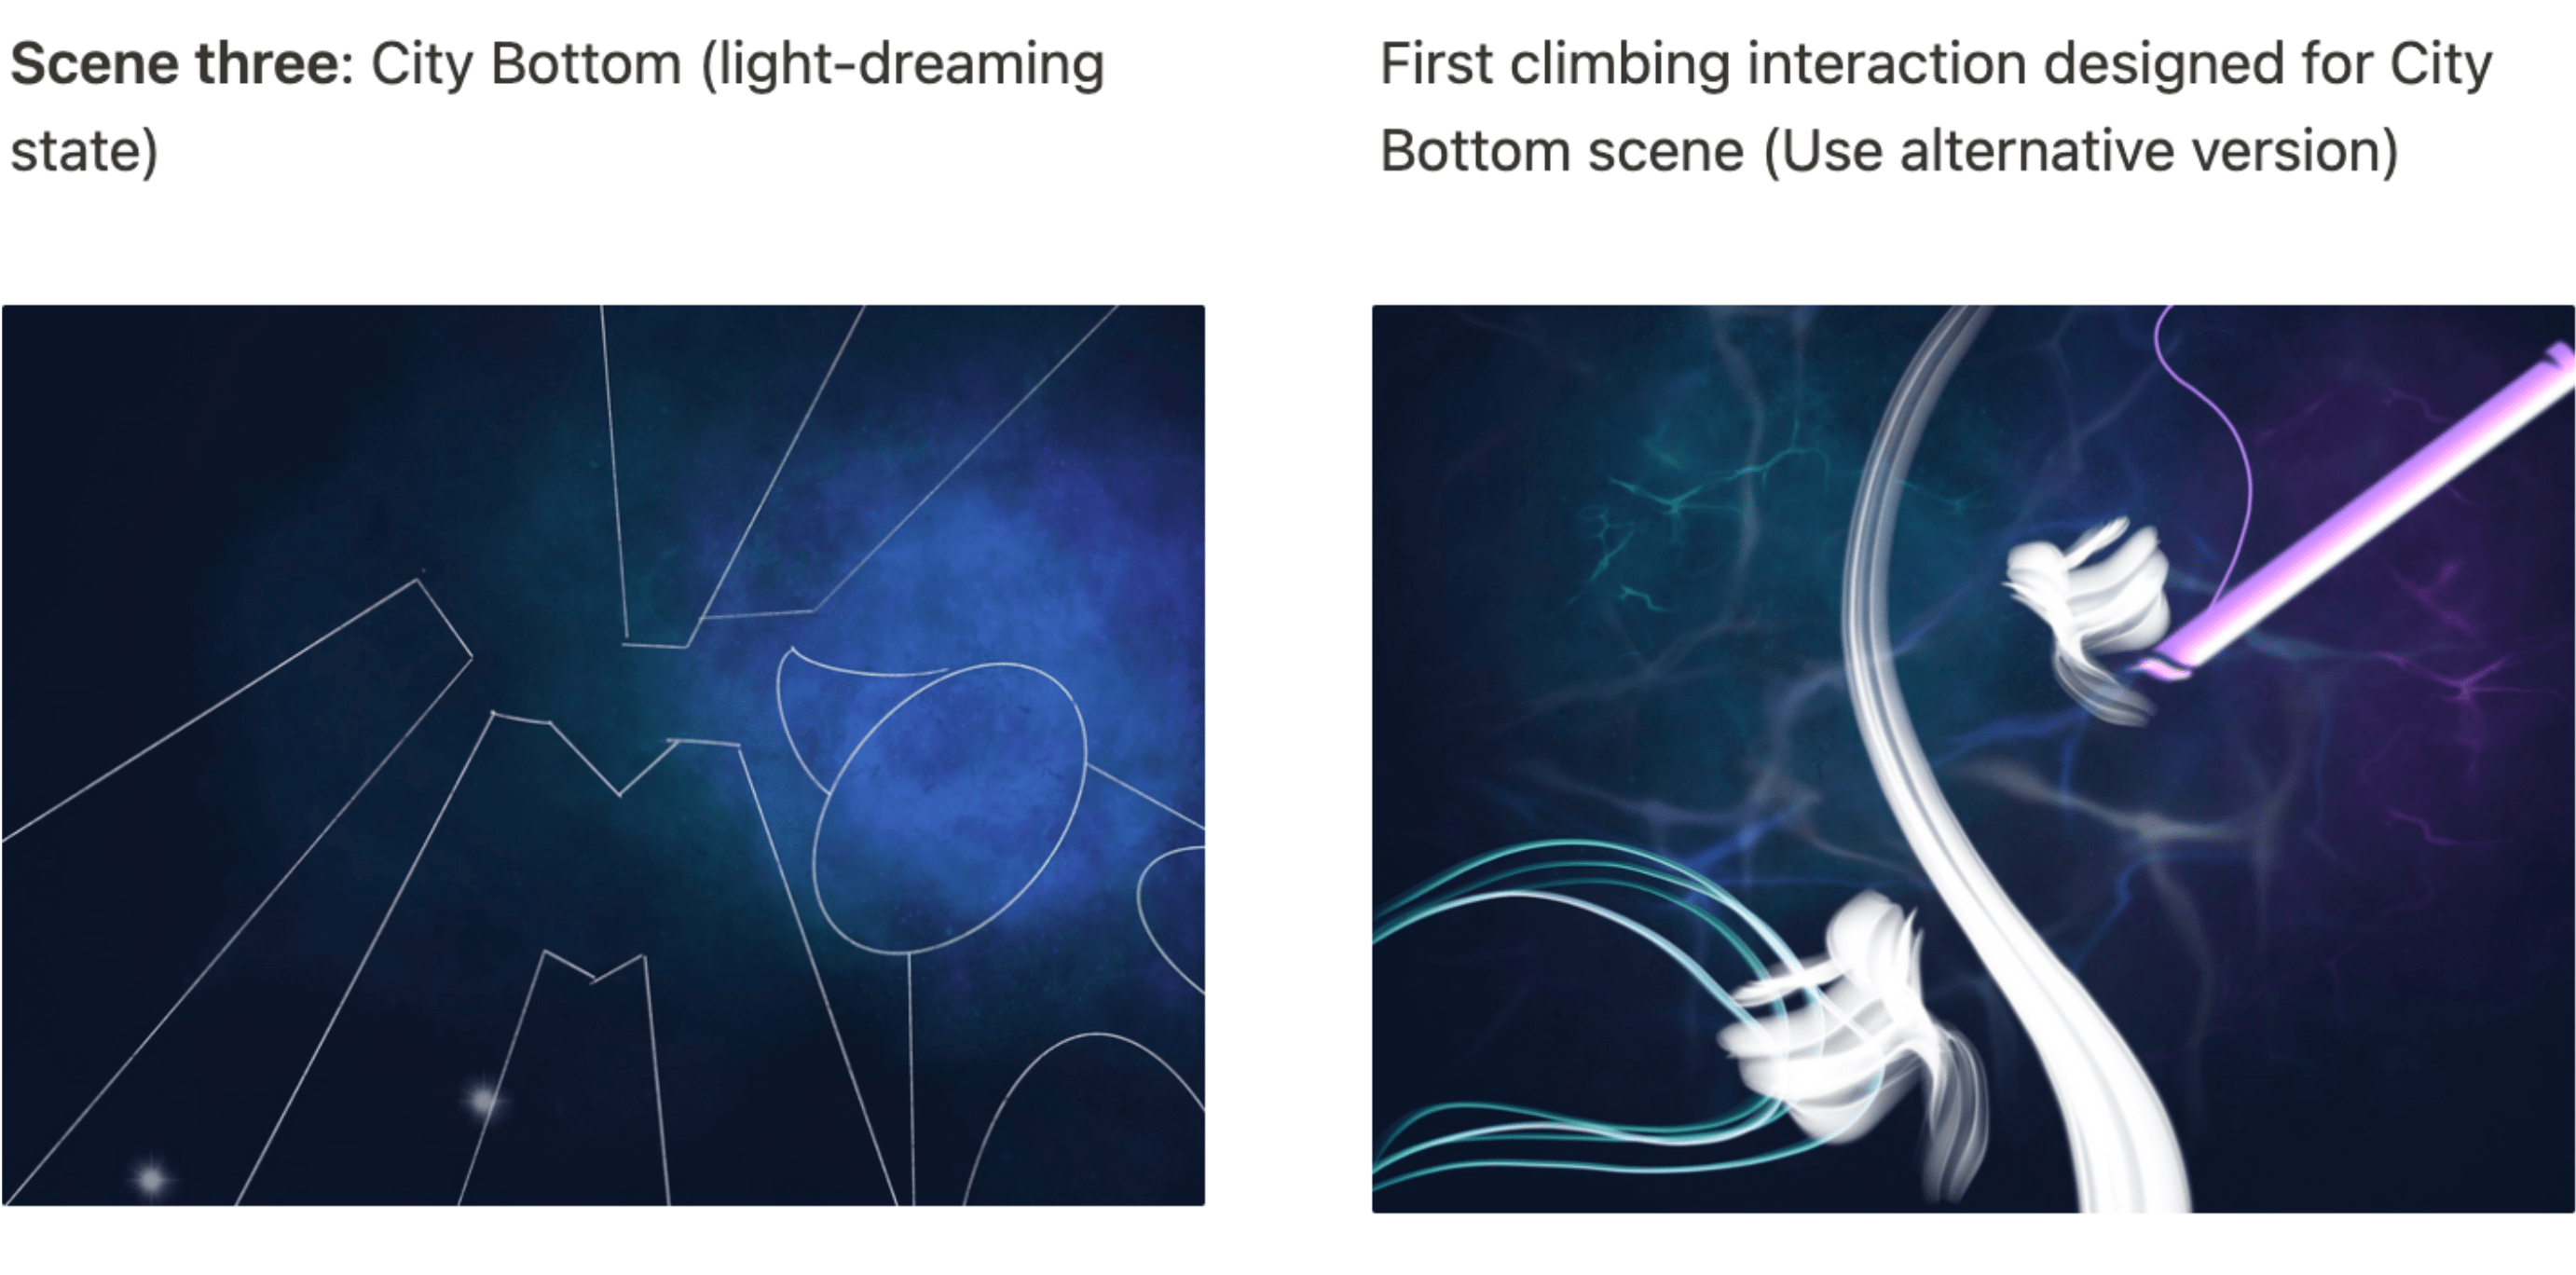 Scene three: City Bottom (light-dreaming
state)
First climbing interaction designed for City
Bottom scene (Use alternative version)